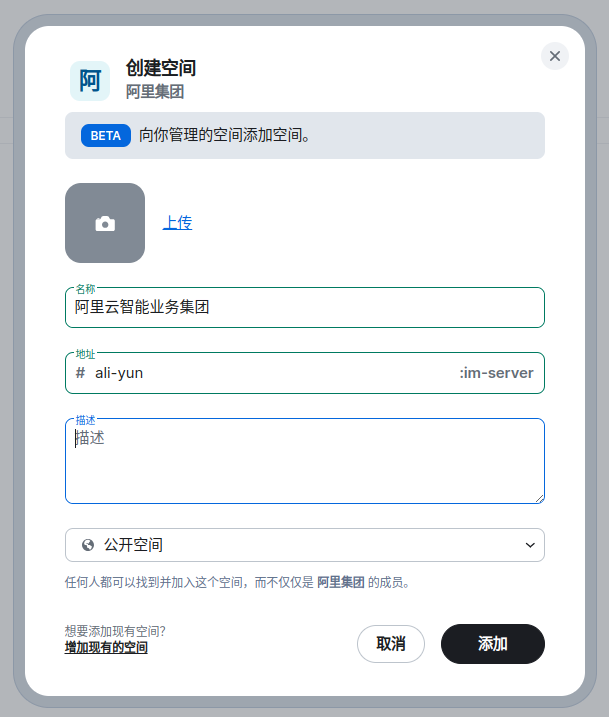 阿
创建空间
阿里集团
BETA 向你管理的空间添加空间。
上传
名称
阿里云智能业务集团
地址
# ali-yun :im-server
描述
描述
公开空间
任何人都可以找到并加入这个空间，而不仅仅是 阿里集团 的成员。
想要添加现有空间？
增加现有的空间
取消
添加